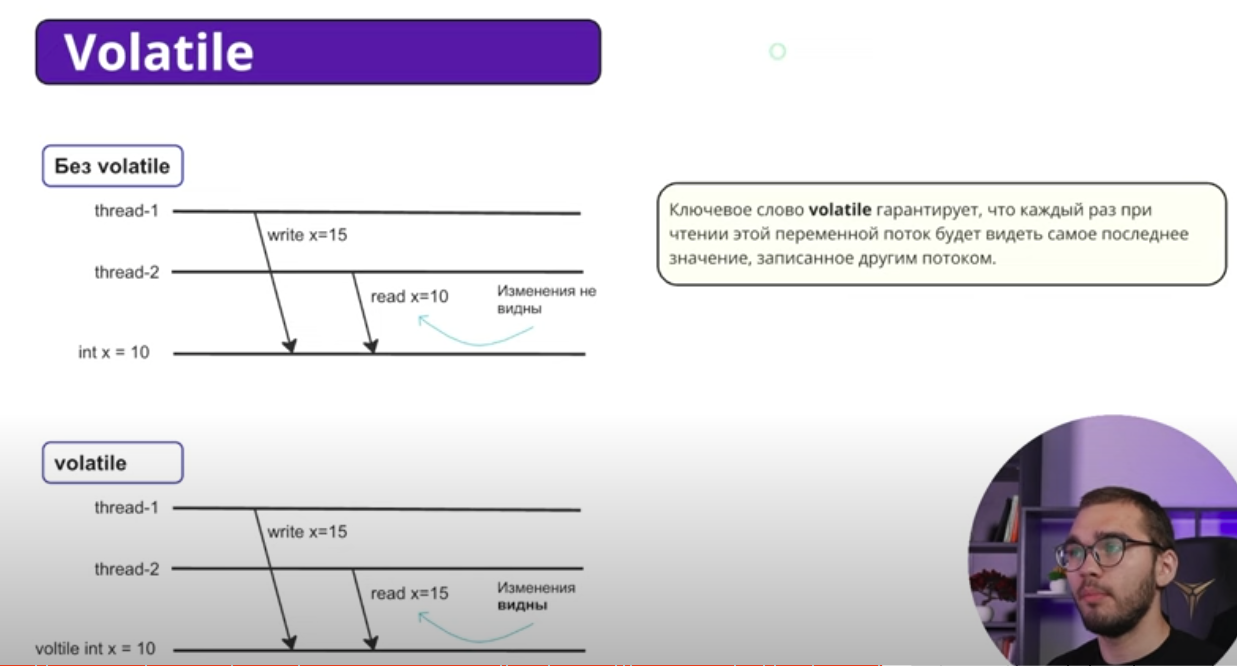 Volatile
Без volatile
thread-1
write x=15
thread-2
read x=10
Изменения не
видны
int x = 10
Ключевое слово volatile гарантирует, что каждый раз при
чтении этой переменной поток будет видеть самое последнее
значение, записанное другим потоком.
volatile
thread-1
write x=15
thread-2
read x=15
Изменения
видны
voltile int x = 10